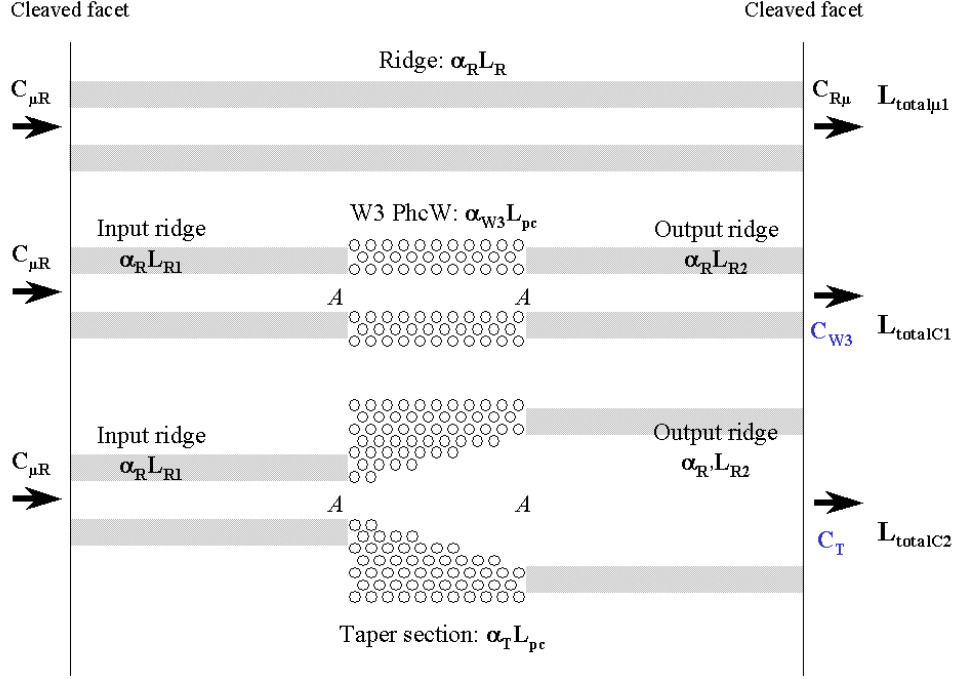 Cleaved facet Cleaved facet
Ridge: αRLR
CμR CRμ Ltotalμ1
W3 PhcW: αW3Lpc
Input ridge Output ridge
αRLR1 αRLR2
CμR
A A
CW3 LtotalC1
Input ridge Output ridge
αRLR1 αR'LR2
CμR
A A
CT LtotalC2
Taper section: αTLpc